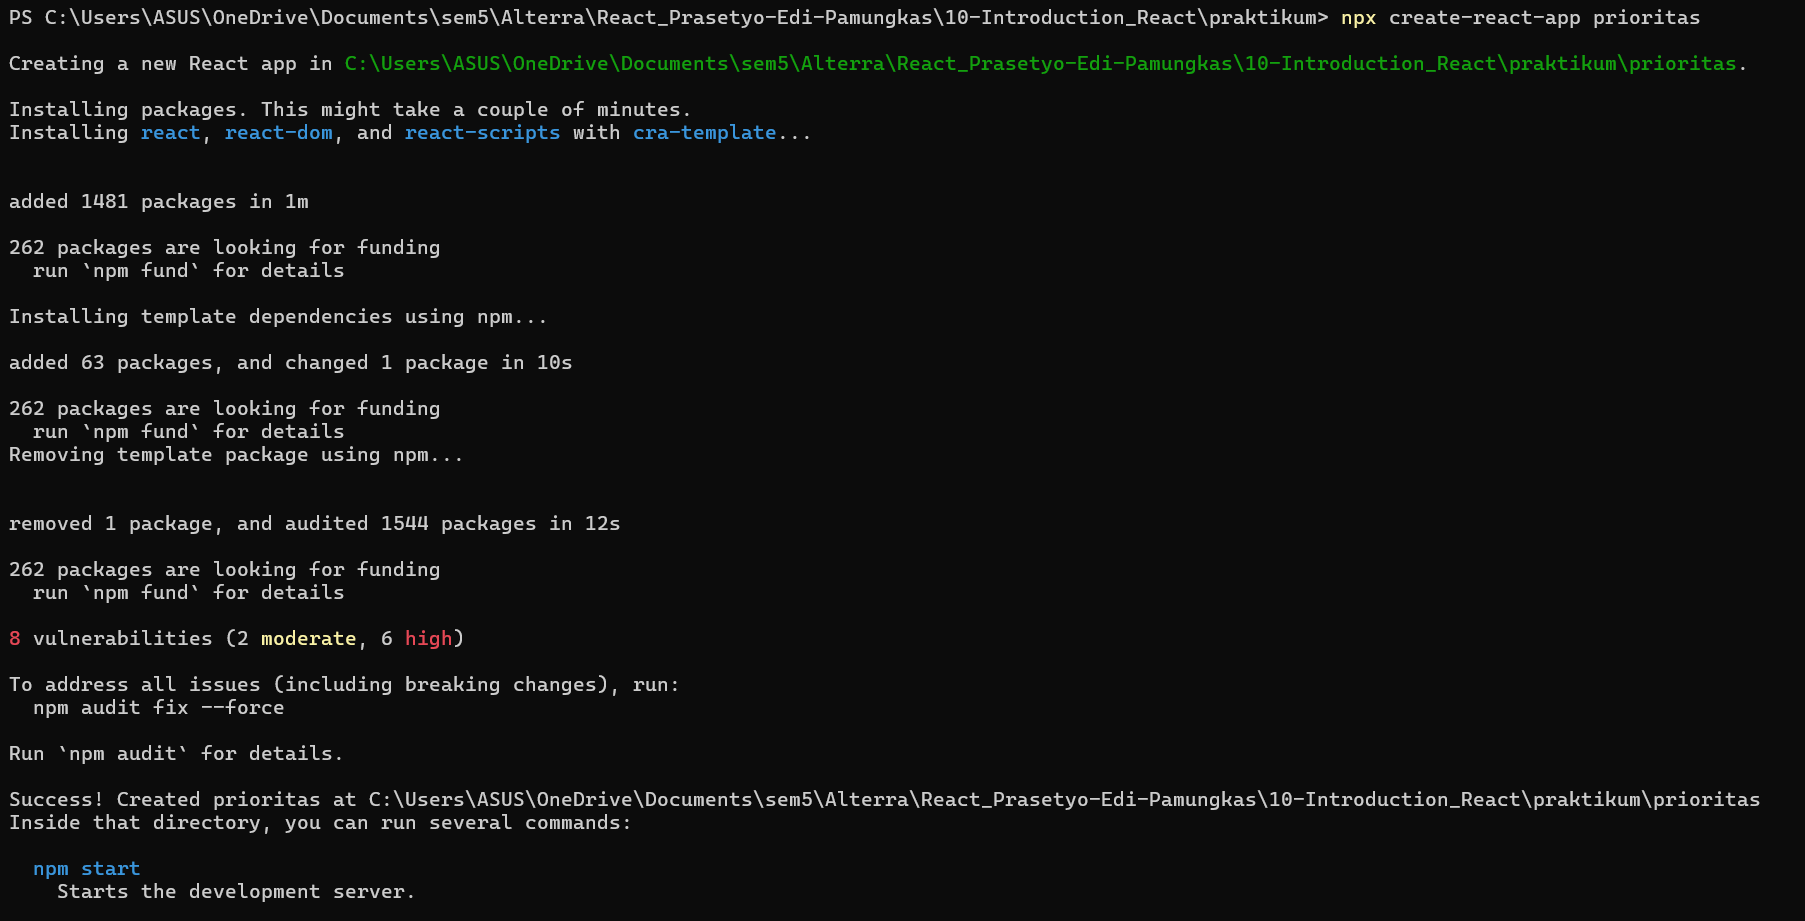 PS C:\Users\ASUS\OneDrive\Documents\sem5\Alterra\React_Prasetyo-Edi-Pamungkas\10-Introduction_React\praktikum> npx create-react-app prioritas
Creating a new React app in C:\Users\ASUS\OneDrive\Documents\sem5\Alterra\React_Prasetyo-Edi-Pamungkas\10-Introduction_React\praktikum\prioritas.
Installing packages. This might take a couple of minutes.
Installing react, react-dom, and react-scripts with cra-template...
added 1481 packages in 1m
262 packages are looking for funding
  run `npm fund` for details
Installing template dependencies using npm...
added 63 packages, and changed 1 package in 10s
262 packages are looking for funding
  run `npm fund` for details
Removing template package using npm...
removed 1 package, and audited 1544 packages in 12s
262 packages are looking for funding
  run `npm fund` for details
8 vulnerabilities (2 moderate, 6 high)
To address all issues (including breaking changes), run:
  npm audit fix --force
Run `npm audit` for details.
Success! Created prioritas at C:\Users\ASUS\OneDrive\Documents\sem5\Alterra\React_Prasetyo-Edi-Pamungkas\10-Introduction_React\praktikum\prioritas
Inside that directory, you can run several commands:
  npm start
    Starts the development server.